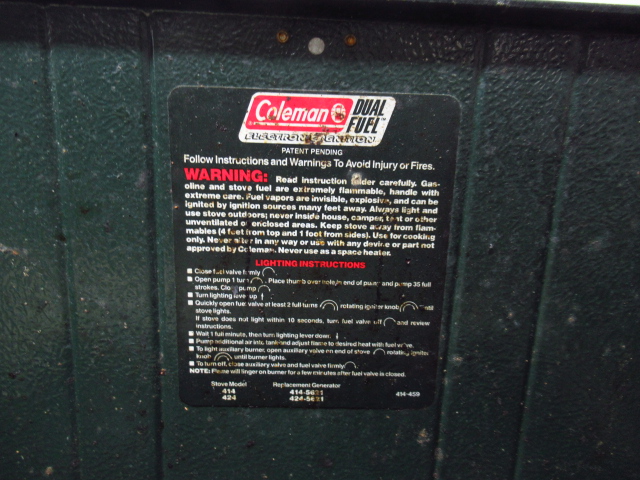 Coleman DUAL
FUEL™
ELECTRONIC IGNITION
PATENT PENDING
Follow Instructions and Warnings To Avoid Injury or Fires.
WARNING: Read instruction folder carefully. Gas-
oline and stove fuel are extremely flammable, handle with
extreme care. Fuel vapors are invisible, explosive, and can be
ignited by ignition sources many feet away. Always light and
use stove outdoors; never inside house, camper, tent or other
unventilated or enclosed areas. Keep stove away from flam-
mables (4 feet from top and 1 foot from sides). Use for cooking
only. Never alter in any way or use with any device or part not
approved by Coleman. Never use as a space heater.
LIGHTING INSTRUCTIONS
■ Close fuel valve firmly
■ Open pump 1 turn. Place thumb over hole in end of pump and pump 35 full
strokes. Close pump
■ Turn lighting lever up
■ Quickly open fuel valve at least 2 full turns rotating igniter knob until
stove lights.
If stove does not light within 10 seconds, turn fuel valve off and review
instructions.
■ Wait 1 full minute, then turn lighting lever down.
■ Pump additional air into tank and adjust flame to desired heat with fuel valve.
■ To light auxiliary burner, open auxiliary valve on end of stove rotating igniter
knob until burner lights.
■ To turn off, close auxiliary valve and fuel valve firmly
NOTE: Flame will linger on burner for a few minutes after fuel valve is closed.
Stove Model Replacement Generator
414 414-5621
424 424-5621 414-459